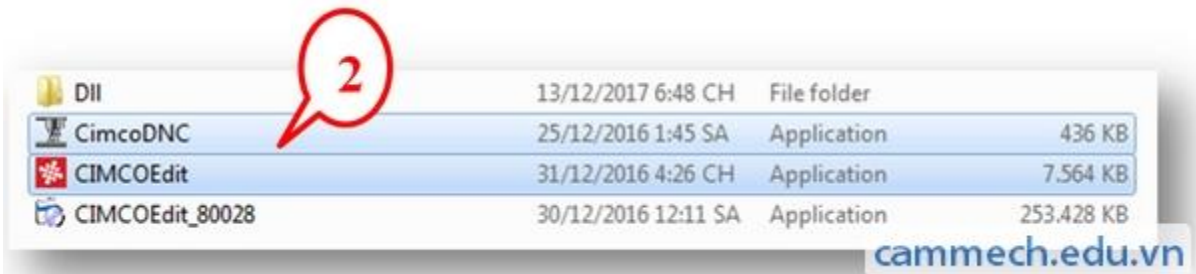 2
Dll 13/12/2017 6:48 CH File folder
CimcoDNC 25/12/2016 1:45 SA Application 436 KB
CIMCOEdit 31/12/2016 4:26 CH Application 7.564 KB
CIMCOEdit_80028 30/12/2016 12:11 SA Application 253.428 KB
cammech.edu.vn